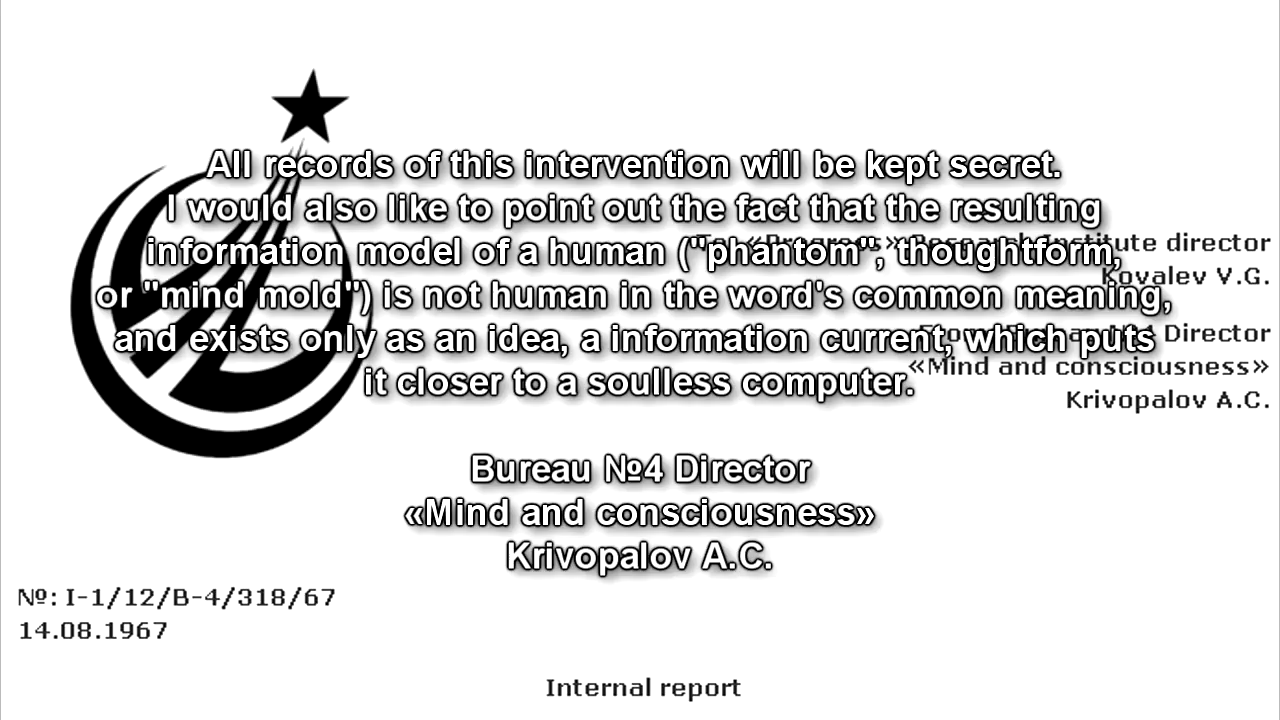 All records of this intervention will be kept secret.
I would also like to point out the fact that the resulting
information model of a human ("phantom", thoughtform,
or "mind mold") is not human in the word's common meaning,
and exists only as an idea, a information current, which puts
it closer to a soulless computer.
Bureau №4 Director
«Mind and consciousness»
Krivopalov A.C.
To: «Progress» Research Institute director
Kovalev V.G.
Director
«Mind and consciousness»
Krivopalov A.C.
№: I-1/12/B-4/318/67
14.08.1967
Internal report